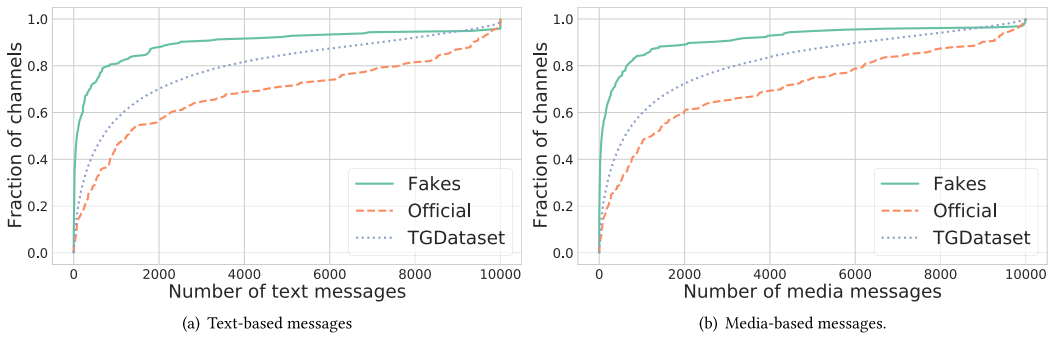 1.0
0.8
0.6
0.4
0.2
0.0
Fraction of channels
0 2000 4000 6000 8000 10000
Number of text messages
Fakes
Official
TGDataset
(a) Text-based messages
1.0
0.8
0.6
0.4
0.2
0.0
Fraction of channels
0 2000 4000 6000 8000 10000
Number of media messages
Fakes
Official
TGDataset
(b) Media-based messages.